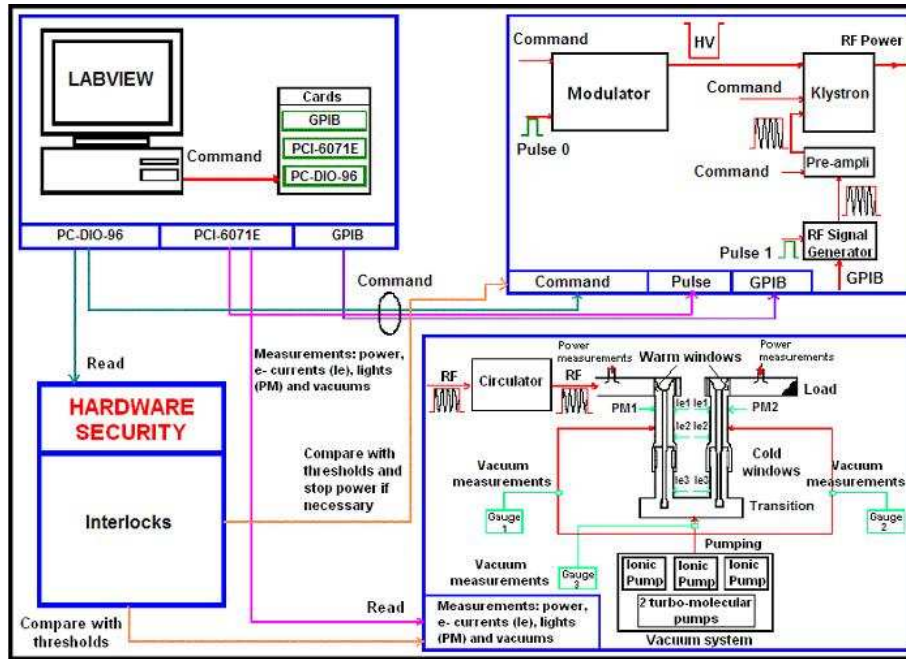 LABVIEW
Command
Cards
GPIB
PCI-6071E
PC-DIO-96
PC-DIO-96
PCI-6071E
GPIB
Command
Pulse 0
Modulator
HV
RF Power
Command
Klystron
Command
Pre-ampli
Pulse 1
RF Signal
Generator
GPIB
Command
Pulse
GPIB
Command
Read
Measurements: power,
e- currents (Ie), lights
(PM) and vacuums
HARDWARE
SECURITY
Interlocks
Compare with
thresholds and
stop power if
necessary
Compare with
thresholds
Read
Power
measurements
Warm windows
Power
measurements
RF
Circulator
RF
Load
PM1
Ie1
Ie1
PM2
Ie2
Ie2
Cold
windows
Ie3
Ie3
Transition
Vacuum
measurements
Gauge
1
Vacuum
measurements
Gauge
2
Vacuum
measurements
Gauge
3
Pumping
Ionic
Pump
Ionic
Pump
Ionic
Pump
2 turbo-molecular
pumps
Vacuum system
Measurements: power,
e- currents (Ie), lights
(PM) and vacuums